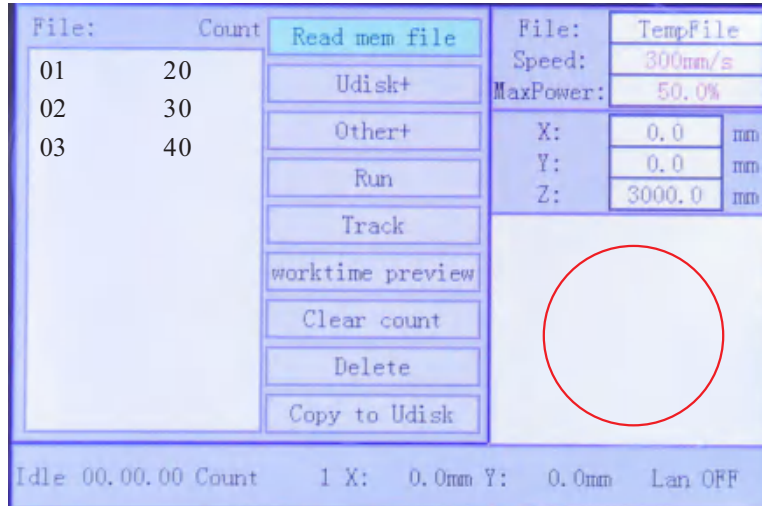 File: Count
01 20
02 30
03 40
Read mem file
Udisk+
Other+
Run
Track
worktime preview
Clear count
Delete
Copy to Udisk
File: TempFile
Speed: 300mm/s
MaxPower: 50.0%
X: 0.0 mm
Y: 0.0 mm
Z: 3000.0 mm
Idle 00.00.00 Count 1 X: 0.0mm Y: 0.0mm Lan OFF